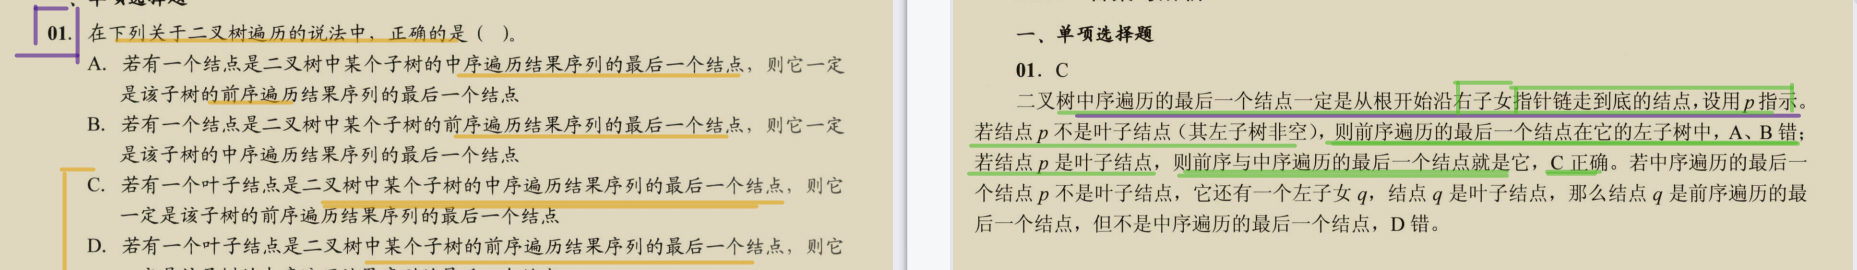 01. 在下列关于二叉树遍历的说法中，正确的是（ ）。
A. 若有一个结点是二叉树中某个子树的中序遍历结果序列的最后一个结点，则它一定
是该子树的前序遍历结果序列的最后一个结点
B. 若有一个结点是二叉树中某个子树的前序遍历结果序列的最后一个结点，则它一定
是该子树的中序遍历结果序列的最后一个结点
C. 若有一个叶子结点是二叉树中某个子树的中序遍历结果序列的最后一个结点，则它
一定是该子树的前序遍历结果序列的最后一个结点
D. 若有一个叶子结点是二叉树中某个子树的前序遍历结果序列的最后一个结点，则它
一、单项选择题
01. C
二叉树中序遍历的最后一个结点一定是从根开始沿右子女指针链走到底的结点，设用 p 指示。
若结点 p 不是叶子结点（其左子树非空），则前序遍历的最后一个结点在它的左子树中，A、B 错；
若结点 p 是叶子结点，则前序与中序遍历的最后一个结点就是它，C 正确。若中序遍历的最后一
个结点 p 不是叶子结点，它还有一个左子女 q，结点 q 是叶子结点，那么结点 q 是前序遍历的最
后一个结点，但不是中序遍历的最后一个结点，D 错。